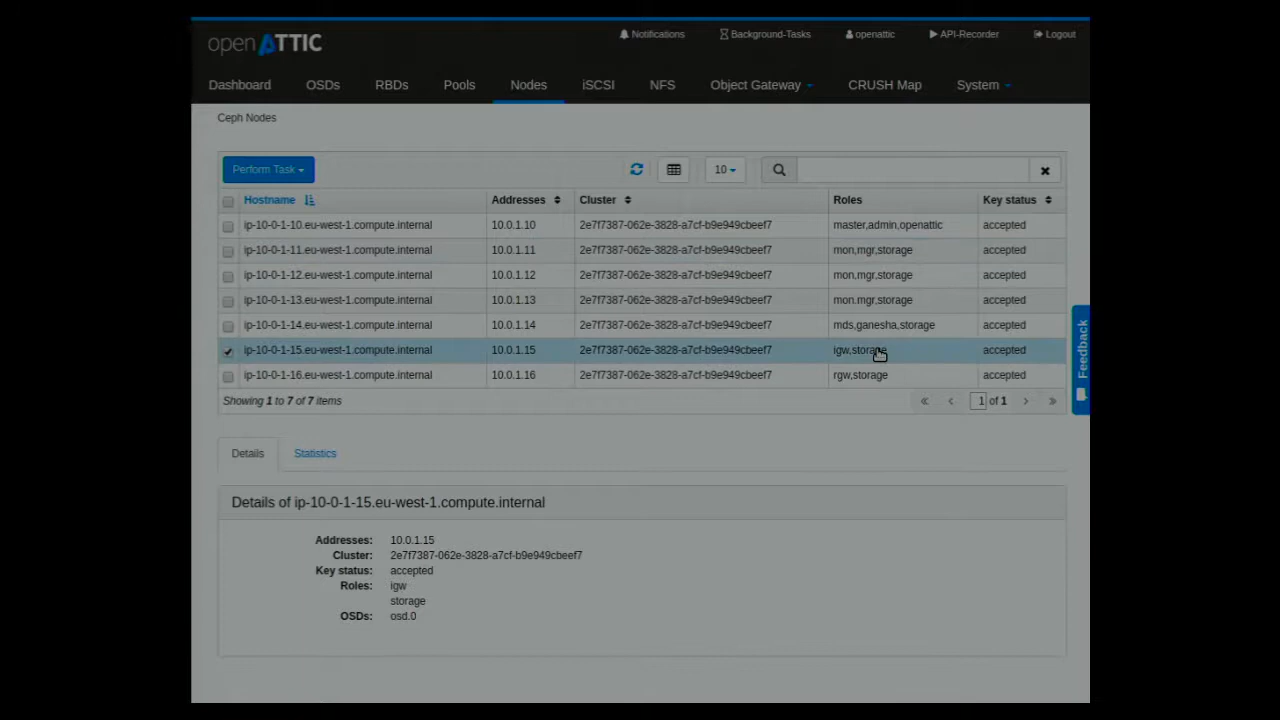 openATTIC
Notifications Background-Tasks openattic API-Recorder Logout
Dashboard OSDs RBDs Pools Nodes iSCSI NFS Object Gateway CRUSH Map System
Ceph Nodes
Perform Task 10
Hostname Addresses Cluster Roles Key status
ip-10-0-1-10.eu-west-1.compute.internal 10.0.1.10 2e7f7387-062e-3828-a7cf-b9e949cbeef7 master,admin,openattic accepted
ip-10-0-1-11.eu-west-1.compute.internal 10.0.1.11 2e7f7387-062e-3828-a7cf-b9e949cbeef7 mon,mgr,storage accepted
ip-10-0-1-12.eu-west-1.compute.internal 10.0.1.12 2e7f7387-062e-3828-a7cf-b9e949cbeef7 mon,mgr,storage accepted
ip-10-0-1-13.eu-west-1.compute.internal 10.0.1.13 2e7f7387-062e-3828-a7cf-b9e949cbeef7 mon,mgr,storage accepted
ip-10-0-1-14.eu-west-1.compute.internal 10.0.1.14 2e7f7387-062e-3828-a7cf-b9e949cbeef7 mds,ganesha,storage accepted
ip-10-0-1-15.eu-west-1.compute.internal 10.0.1.15 2e7f7387-062e-3828-a7cf-b9e949cbeef7 igw,storage accepted
ip-10-0-1-16.eu-west-1.compute.internal 10.0.1.16 2e7f7387-062e-3828-a7cf-b9e949cbeef7 rgw,storage accepted
Showing 1 to 7 of 7 items « ‹ 1 of 1 › »
Feedback
Details Statistics
Details of ip-10-0-1-15.eu-west-1.compute.internal
Addresses: 10.0.1.15
Cluster: 2e7f7387-062e-3828-a7cf-b9e949cbeef7
Key status: accepted
Roles: igw
storage
OSDs: osd.0